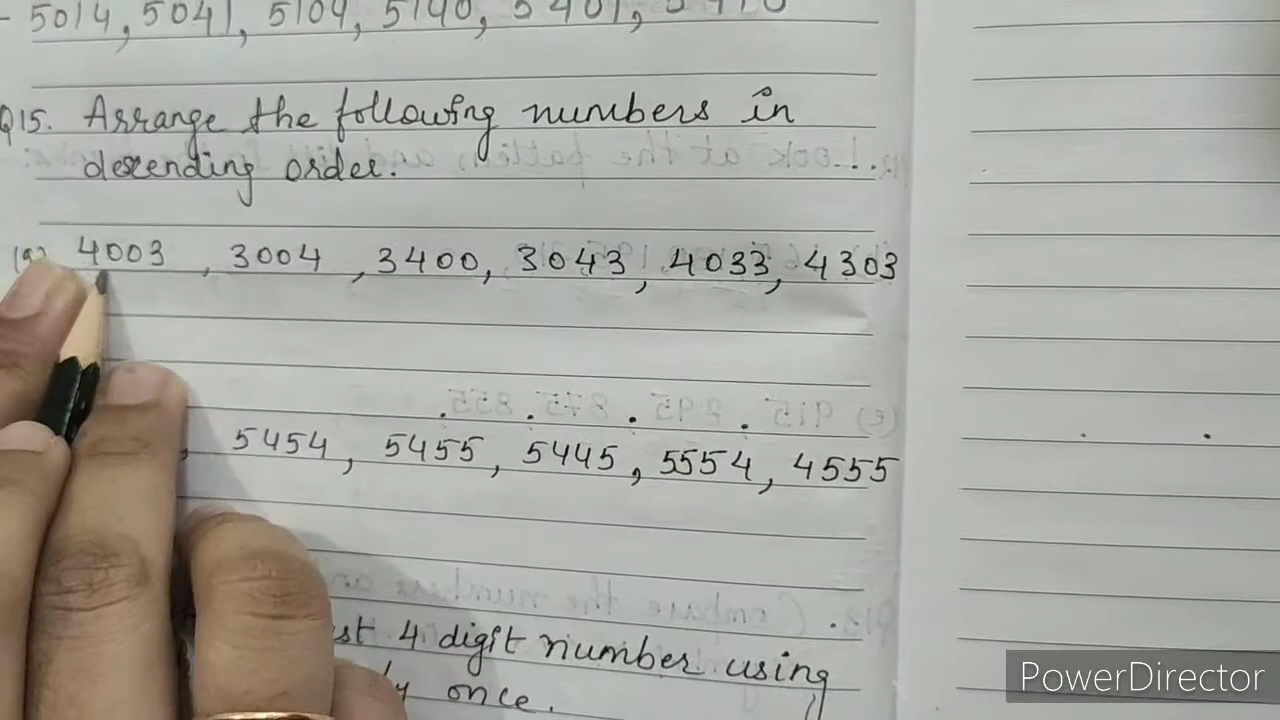 - 5014, 5041, 5104, 5140, 5401,
Q15. Arrange the following numbers in
descending order.
(a) 4003, 3004, 3400, 3043, 4033, 4303
, 5454, 5455, 5445, 5554, 4555
4 digit number using
once.
PowerDirector